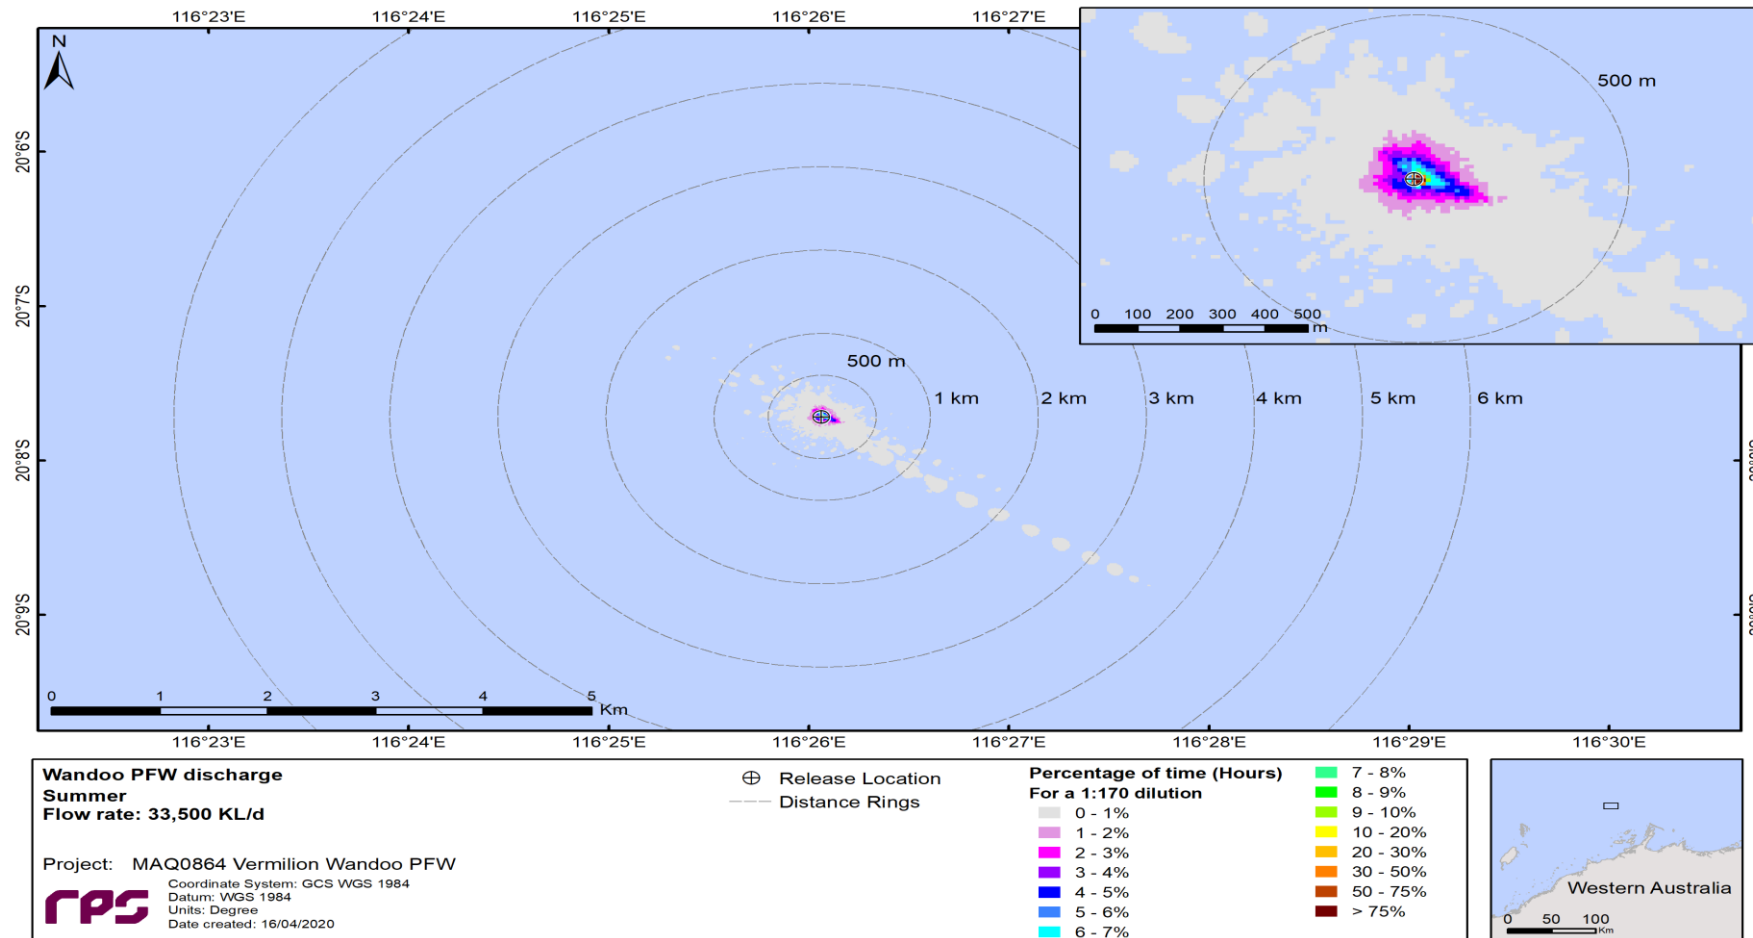 116°23'E 116°24'E 116°25'E 116°26'E 116°27'E
N
500 m
0 100 200 300 400 500
m
20°6'S
20°7'S
20°8'S
20°9'S
500 m
1 km 2 km 3 km 4 km 5 km 6 km
0 1 2 3 4 5
Km
116°23'E 116°24'E 116°25'E 116°26'E 116°27'E 116°28'E 116°29'E 116°30'E
Wandoo PFW discharge
Summer
Flow rate: 33,500 KL/d
Project: MAQ0864 Vermilion Wandoo PFW
rps
Coordinate System: GCS WGS 1984
Datum: WGS 1984
Units: Degree
Date created: 16/04/2020
Release Location
Distance Rings
Percentage of time (Hours)
For a 1:170 dilution
0 - 1%
1 - 2%
2 - 3%
3 - 4%
4 - 5%
5 - 6%
6 - 7%
7 - 8%
8 - 9%
9 - 10%
10 - 20%
20 - 30%
30 - 50%
50 - 75%
> 75%
Western Australia
0 50 100
Km